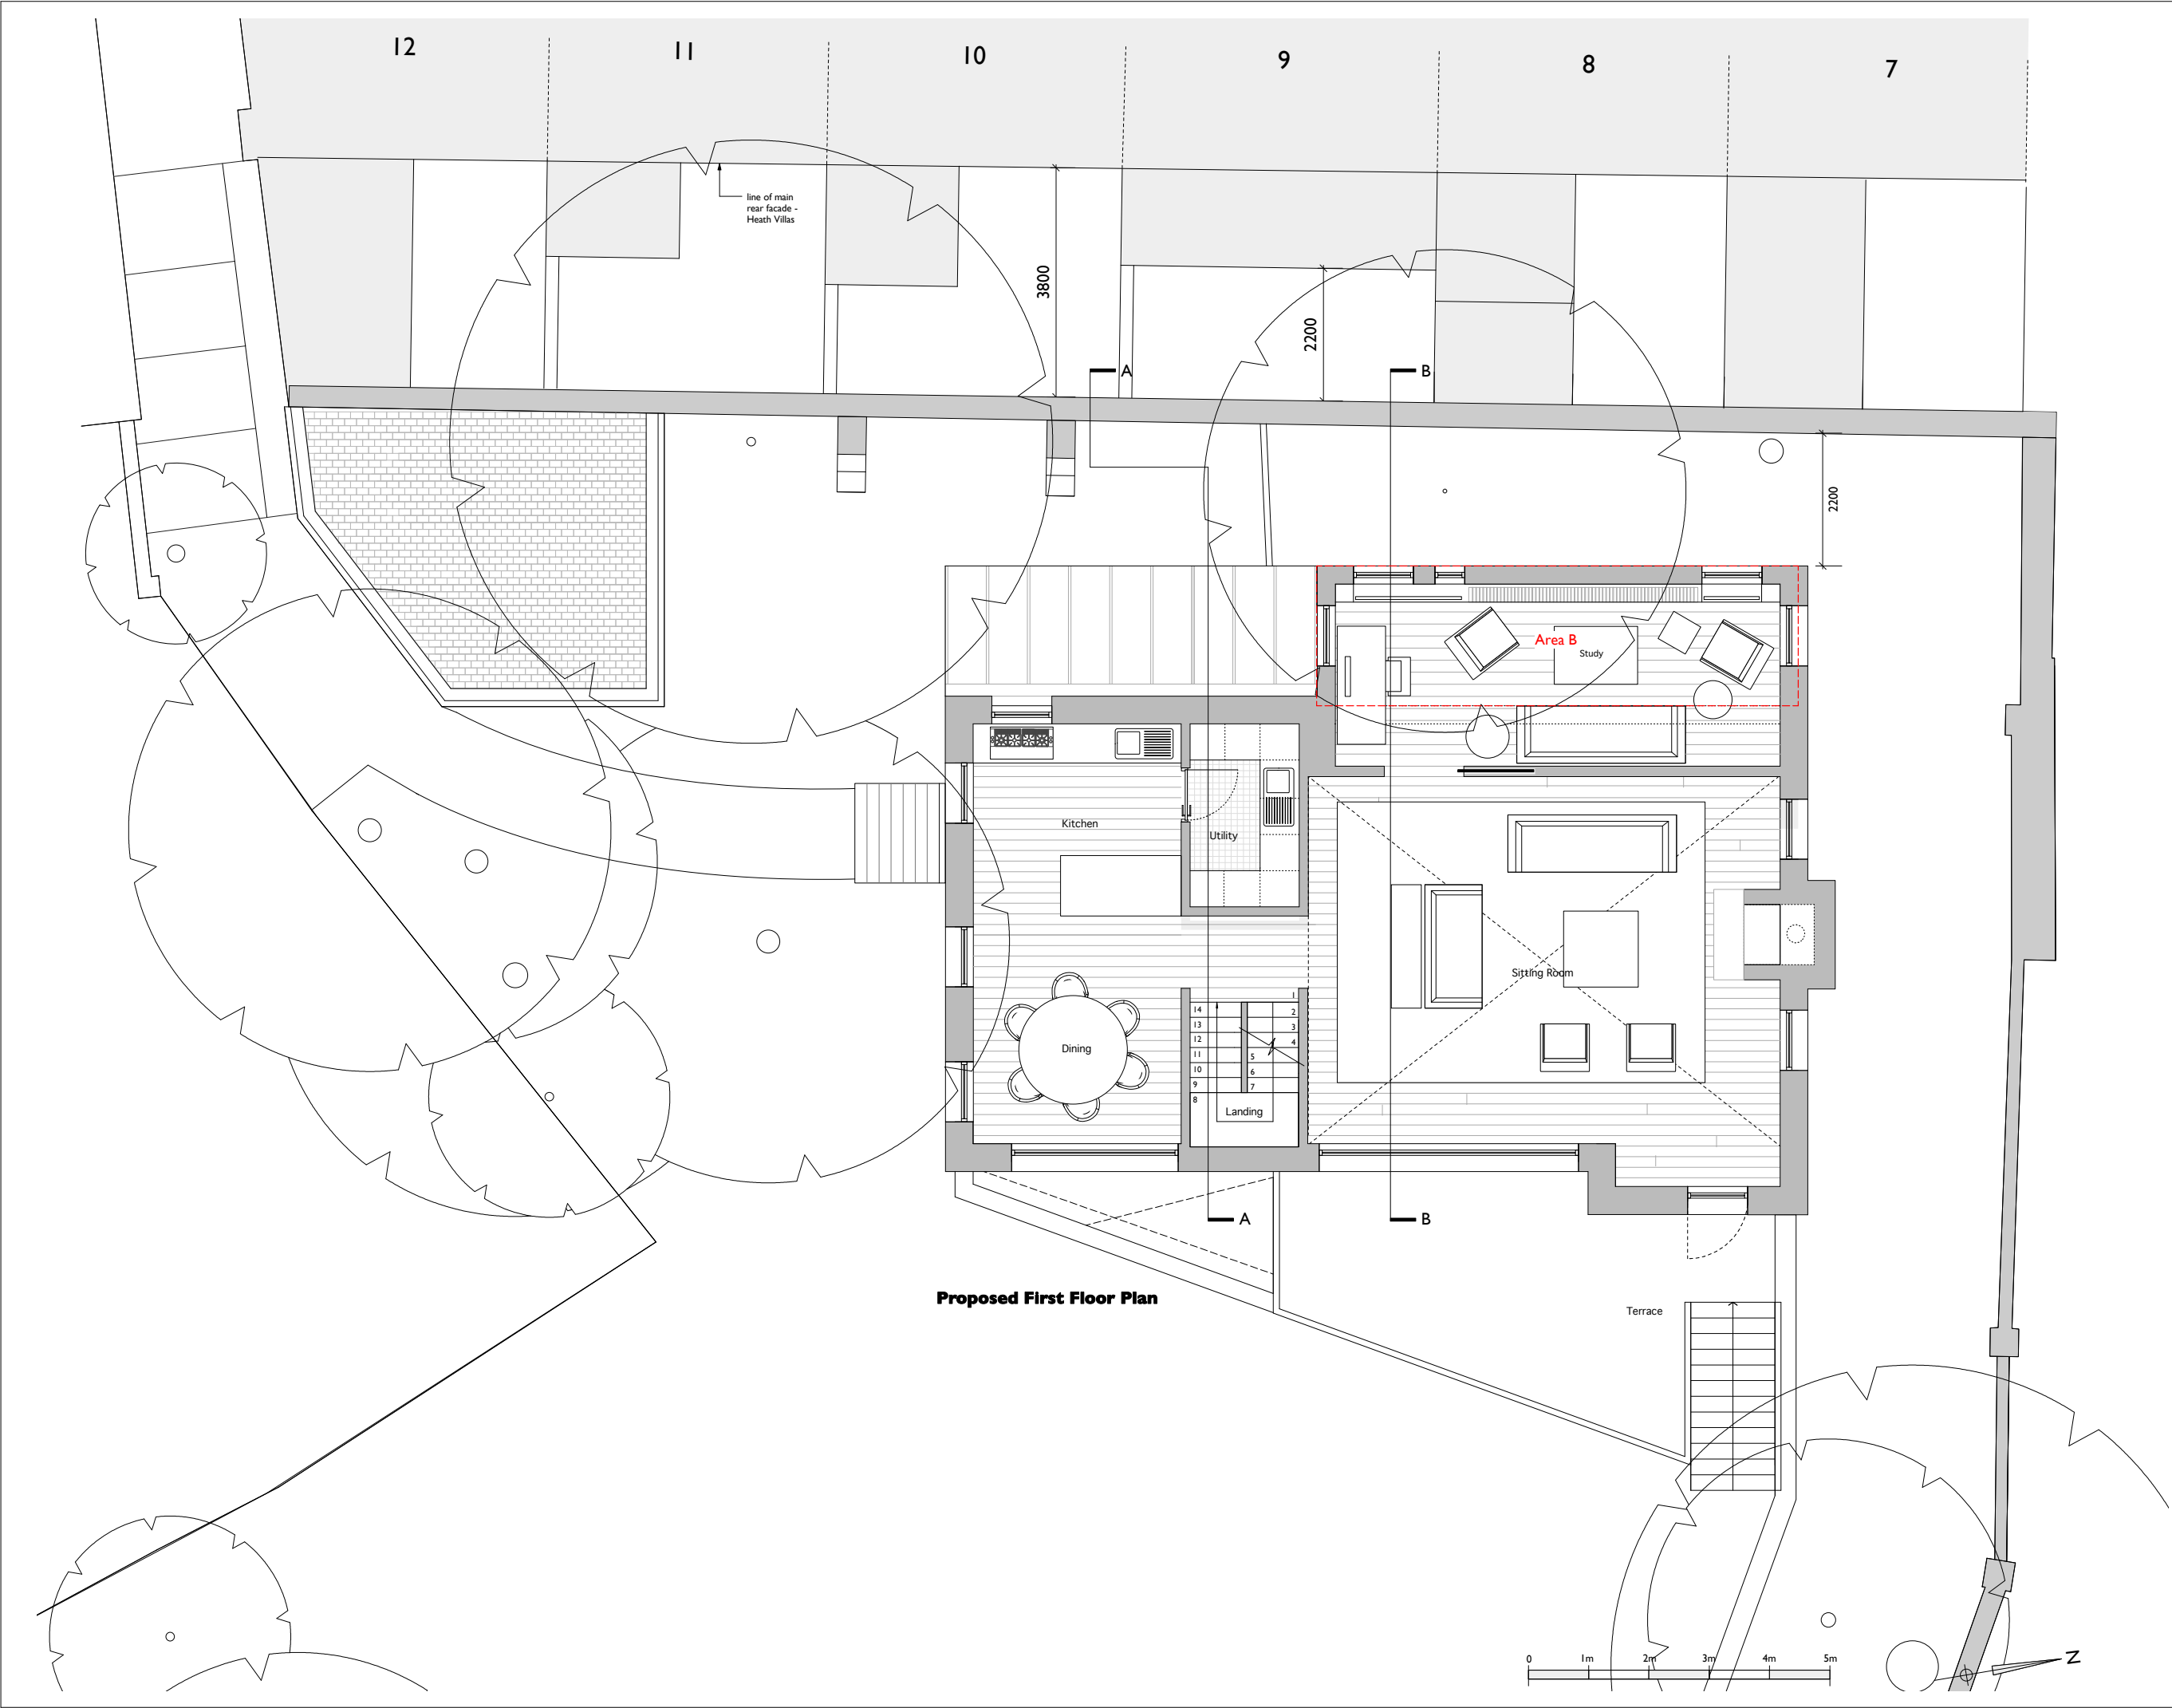 12
11
10
9
8
7
line of main
rear facade -
Heath Villas
3800
2200
A
B
2200
Area B
Study
Kitchen
Utility
Sitting Room
Dining
1
14
2
13
3
12
4
11
5
10
6
9
7
8
Landing
A
B
Proposed First Floor Plan
Terrace
0 1m 2m 3m 4m 5m
N